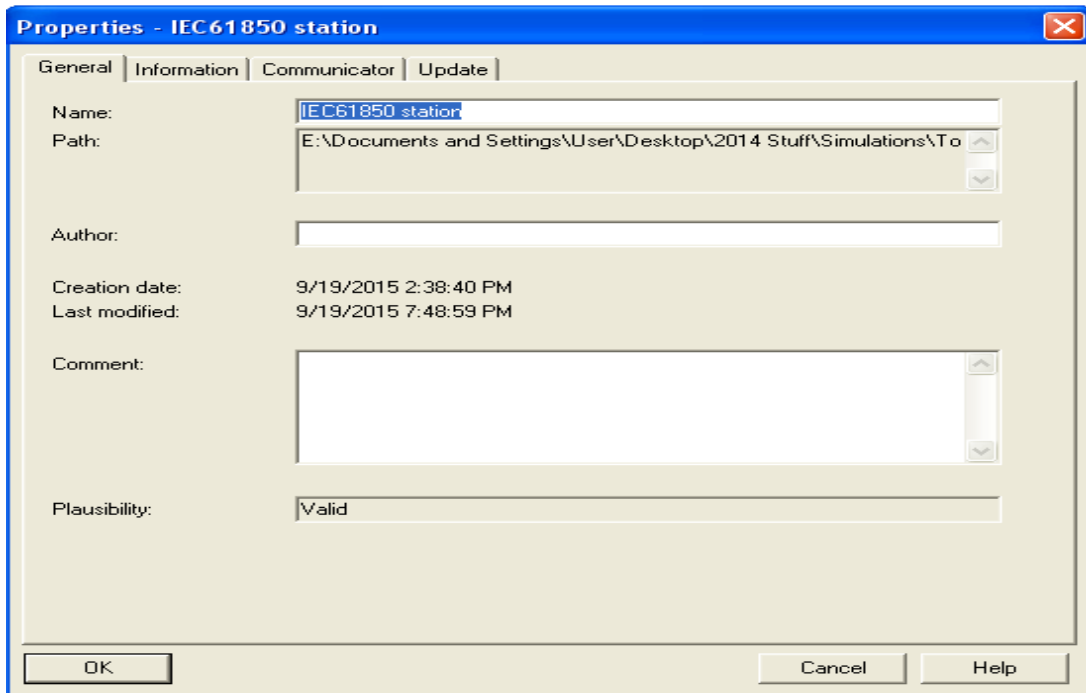 Properties - IEC61850 station
General Information Communicator Update
Name: IEC61850 station
Path: E:\Documents and Settings\User\Desktop\2014 Stuff\Simulations\To
Author:
Creation date: 9/19/2015 2:38:40 PM
Last modified: 9/19/2015 7:48:59 PM
Comment:
Plausibility: Valid
OK Cancel Help